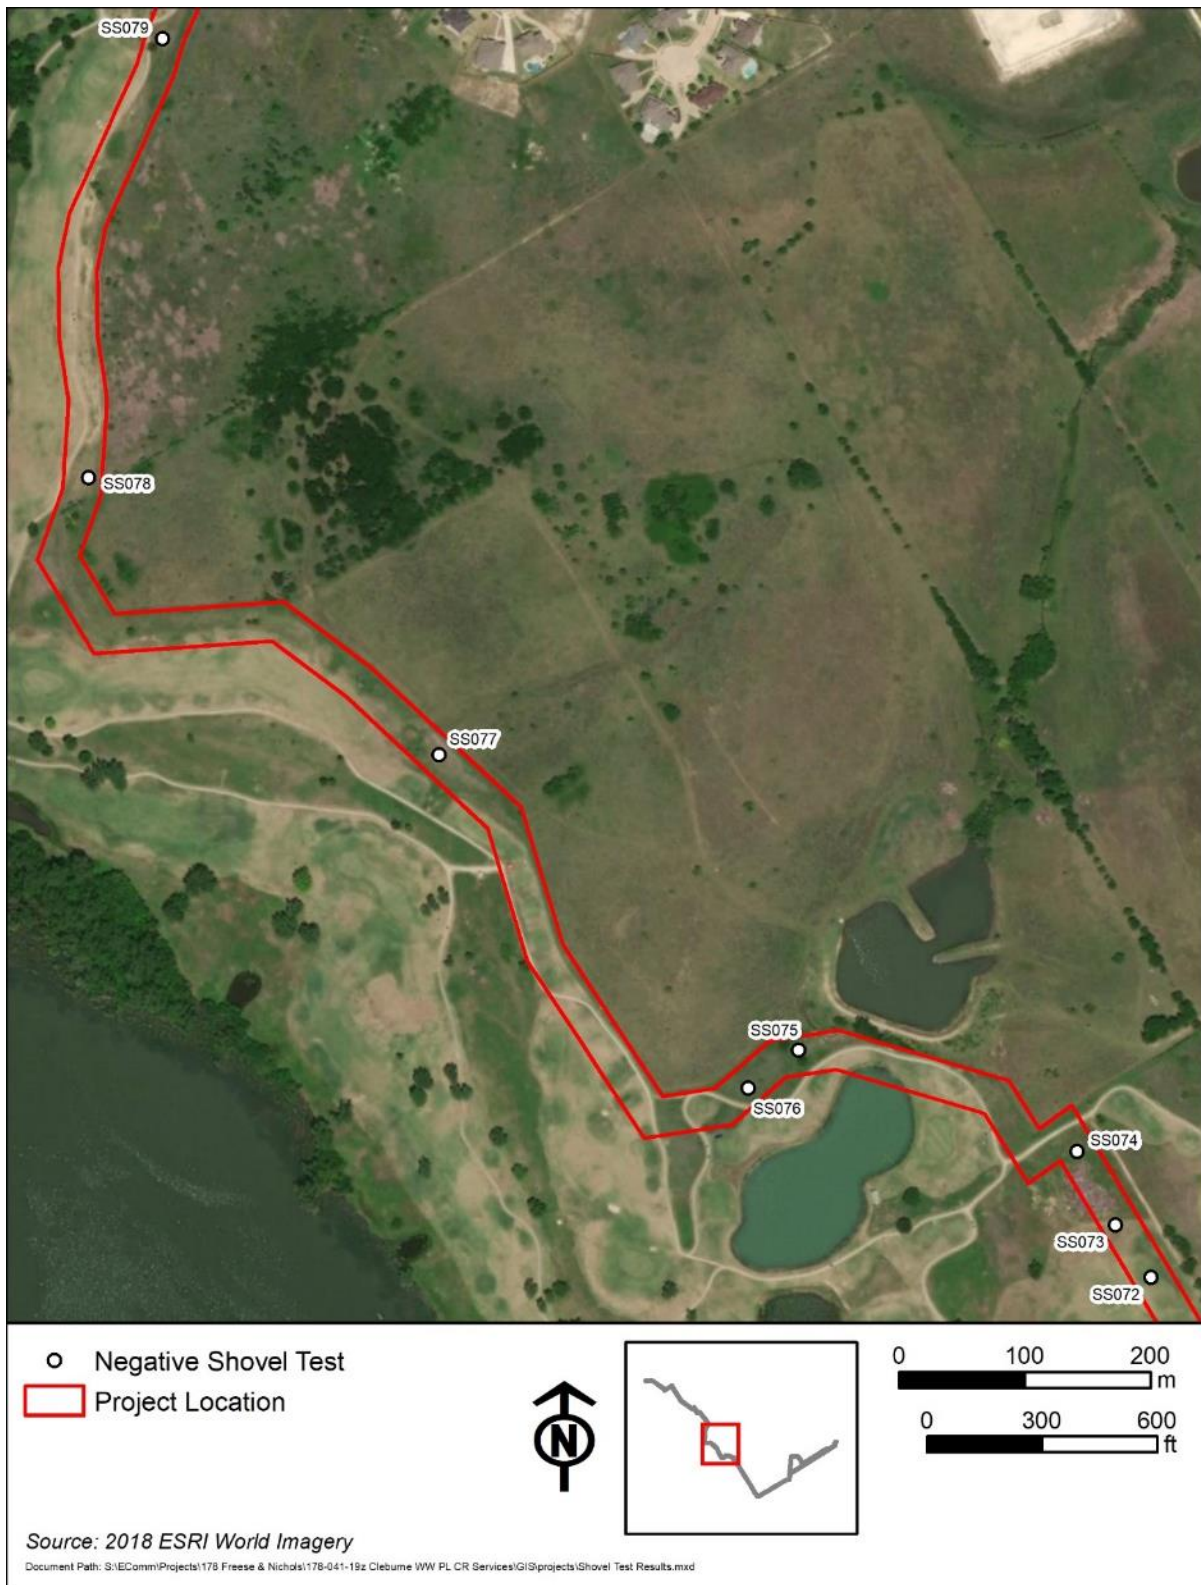 SS079
SS078
SS077
SS075
SS076
SS074
SS073
SS072
Negative Shovel Test
Project Location
N
0 100 200
m
0 300 600
ft
Source: 2018 ESRI World Imagery
Document Path: S:\EComm\Projects\178 Freese & Nichols\178-041-19z Cleburne WW PL CR Services\GIS\projects\Shovel Test Results.mxd